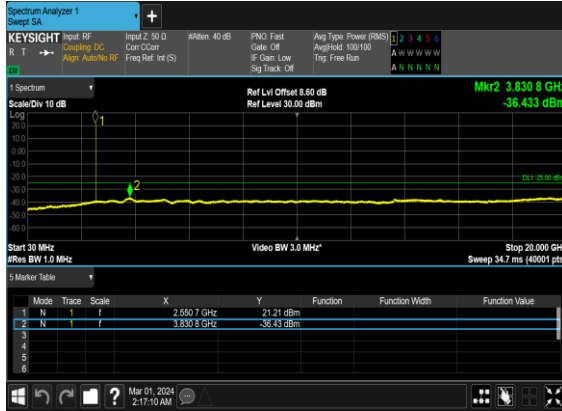 Spectrum Analyzer 1
Swept SA
+
KEYSIGHT
R T
Input: RF
Coupling: DC
Align: Auto/No RF
Input Z: 50 Ω
Corr CCorr
Freq Ref: Int (S)
#Atten: 40 dB
PNO: Fast
Gate: Off
IF Gain: Low
Sig Track: Off
Avg Type: Power (RMS)
Avg|Hold: 100/100
Trig: Free Run
1 2 3 4 5 6
A W W W W W
A N N N N N
1 Spectrum
Scale/Div 10 dB
Ref Lvl Offset 8.60 dB
Ref Level 30.00 dBm
Mkr2 3.830 8 GHz
-36.433 dBm
Log
20.0
10.0
0.00
-10.0
-20.0
-30.0
-40.0
-50.0
-60.0
1
2
DL1 -25.00 dBm
Start 30 MHz
#Res BW 1.0 MHz
Video BW 3.0 MHz*
Stop 20.000 GH
Sweep 34.7 ms (40001 pts
5 Marker Table
Mode Trace Scale X Y Function Function Width Function Value
1 N 1 f 2.550 7 GHz 21.21 dBm
2 N 1 f 3.830 8 GHz -36.43 dBm
3
4
5
6
?
Mar 01, 2024
2:17:10 AM